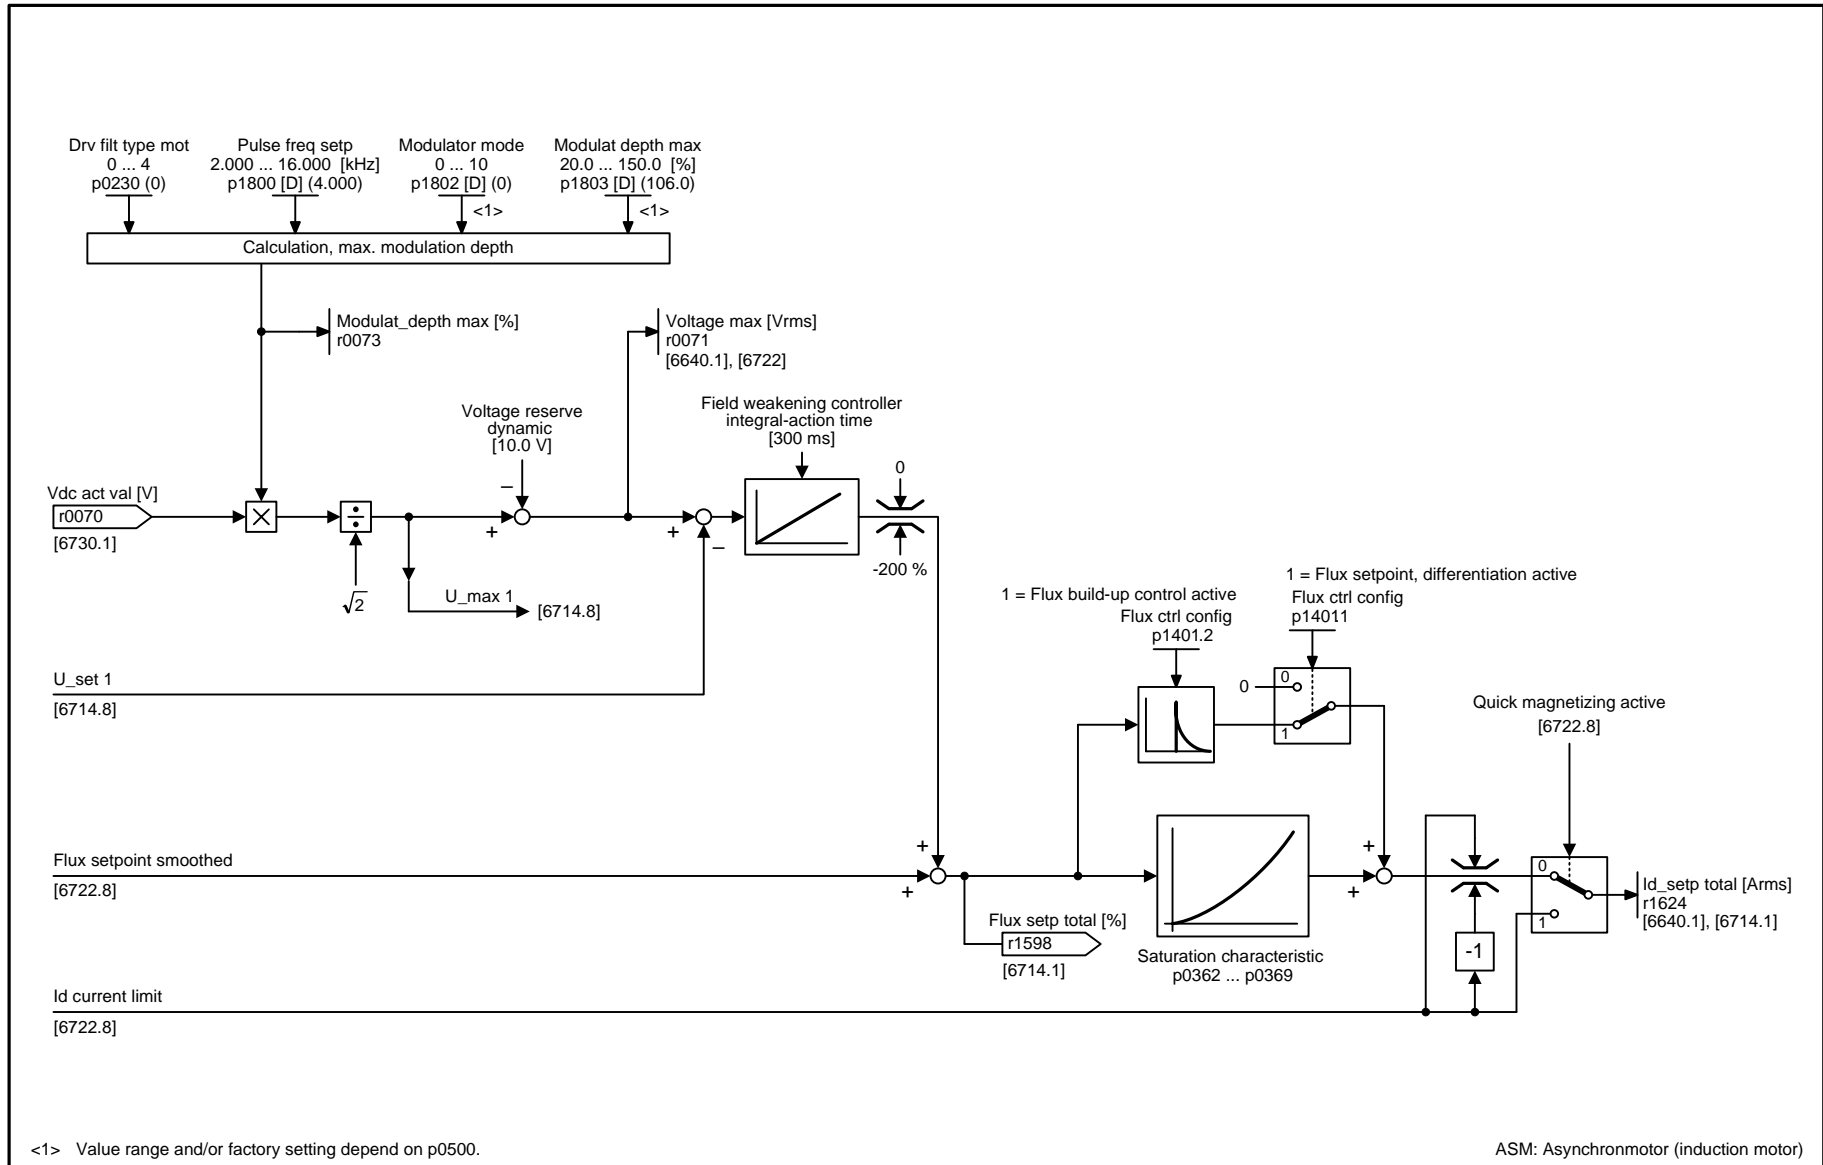 Drv filt type mot
0 ... 4
p0230 (0)
Pulse freq setp
2.000 ... 16.000 [kHz]
p1800 [D] (4.000)
Modulator mode
0 ... 10
p1802 [D] (0)
<1>
Modulat depth max
20.0 ... 150.0 [%]
p1803 [D] (106.0)
<1>
Calculation, max. modulation depth
Modulat_depth max [%]
r0073
Voltage max [Vrms]
r0071
[6640.1], [6722]
Voltage reserve
dynamic
[10.0 V]
–
Field weakening controller
integral-action time
[300 ms]
0
-200 %
Vdc act val [V]
r0070
[6730.1]
×
÷
√2
+
+
–
U_max 1
[6714.8]
U_set 1
[6714.8]
1 = Flux build-up control active
Flux ctrl config
p1401.2
1 = Flux setpoint, differentiation active
Flux ctrl config
p14011
0
0
1
Quick magnetizing active
[6722.8]
Flux setpoint smoothed
[6722.8]
+
+
Flux setp total [%]
r1598
[6714.1]
Saturation characteristic
p0362 ... p0369
+
+
-1
0
1
Id_setp total [Arms]
r1624
[6640.1], [6714.1]
Id current limit
[6722.8]
<1> Value range and/or factory setting depend on p0500.
ASM: Asynchronmotor (induction motor)